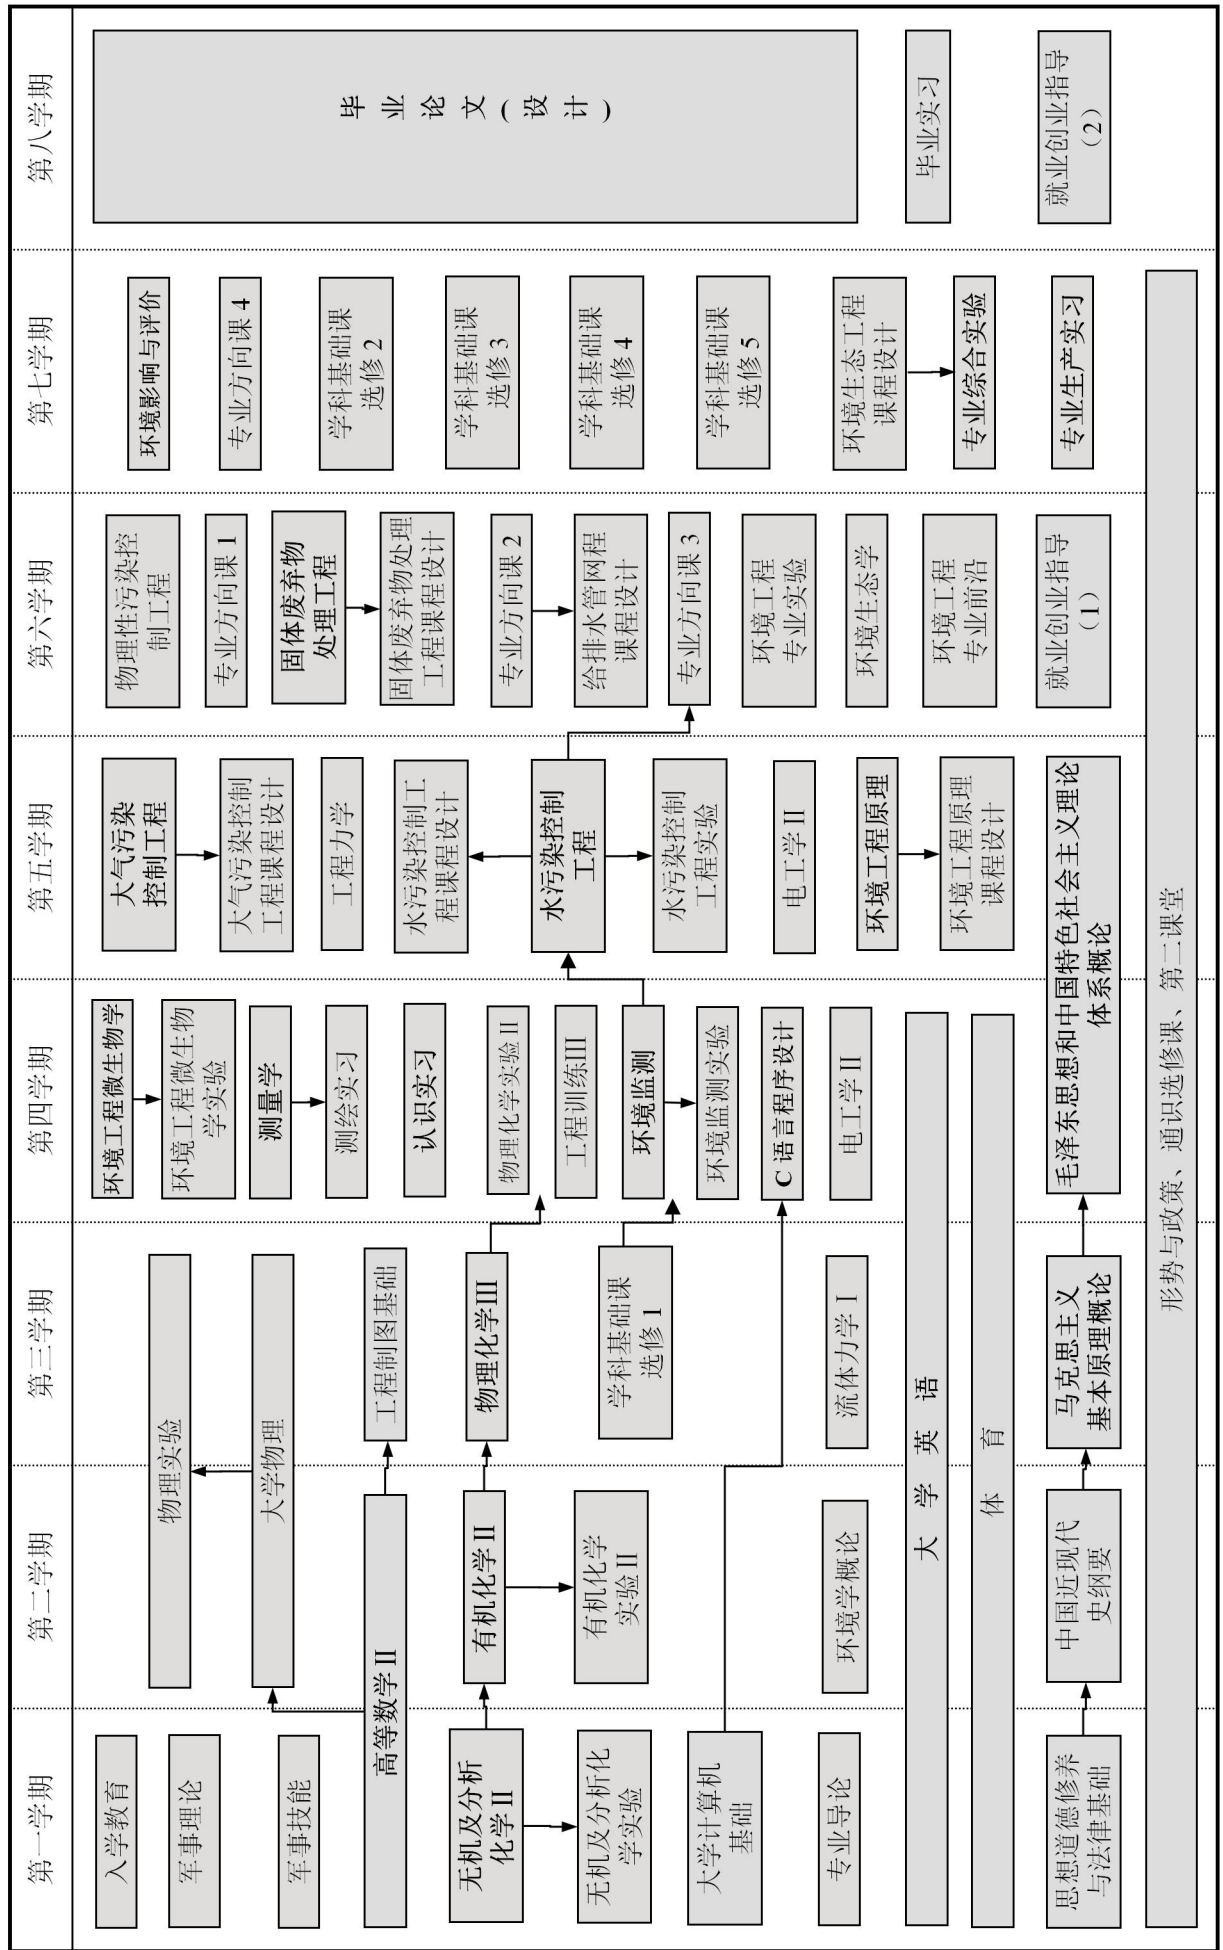 第一学期
入学教育
军事理论
军事技能
高等数学Ⅱ
无机及分析
化学Ⅱ
无机及分析化
学实验
大学计算机
基础
专业导论
大学英语
体育
思想道德修养
与法律基础
形势与政策、通识选修课、第二课堂
第二学期
物理实验
大学物理
有机化学Ⅱ
有机化学
实验Ⅱ
环境学概论
中国近现代
史纲要
第三学期
工程制图基础
物理化学Ⅲ
学科基础课
选修 1
流体力学Ⅰ
马克思主义
基本原理概论
第四学期
环境工程微生物学
环境工程微生物
学实验
测量学
测绘实习
认识实习
物理化学实验Ⅱ
工程训练Ⅲ
环境监测
环境监测实验
C 语言程序设计
电工学Ⅱ
毛泽东思想和中国特色社会主义理论
体系概论
第五学期
大气污染
控制工程
大气污染控制
工程课程设计
工程力学
水污染控制工
程课程设计
水污染控制
工程
水污染控制
工程实验
电工学Ⅱ
环境工程原理
环境工程原理
课程设计
第六学期
物理性污染控
制工程
专业方向课 1
固体废弃物
处理工程
固体废弃物处理
工程课程设计
专业方向课 2
给排水管网程
课程设计
专业方向课 3
环境工程
专业实验
环境生态学
环境工程
专业前沿
就业创业指导
（1）
第七学期
环境影响与评价
专业方向课 4
学科基础课
选修 2
学科基础课
选修 3
学科基础课
选修 4
学科基础课
选修 5
环境生态工程
课程设计
专业综合实验
专业生产实习
第八学期
毕业论文(设计)
毕业实习
就业创业指导
（2）